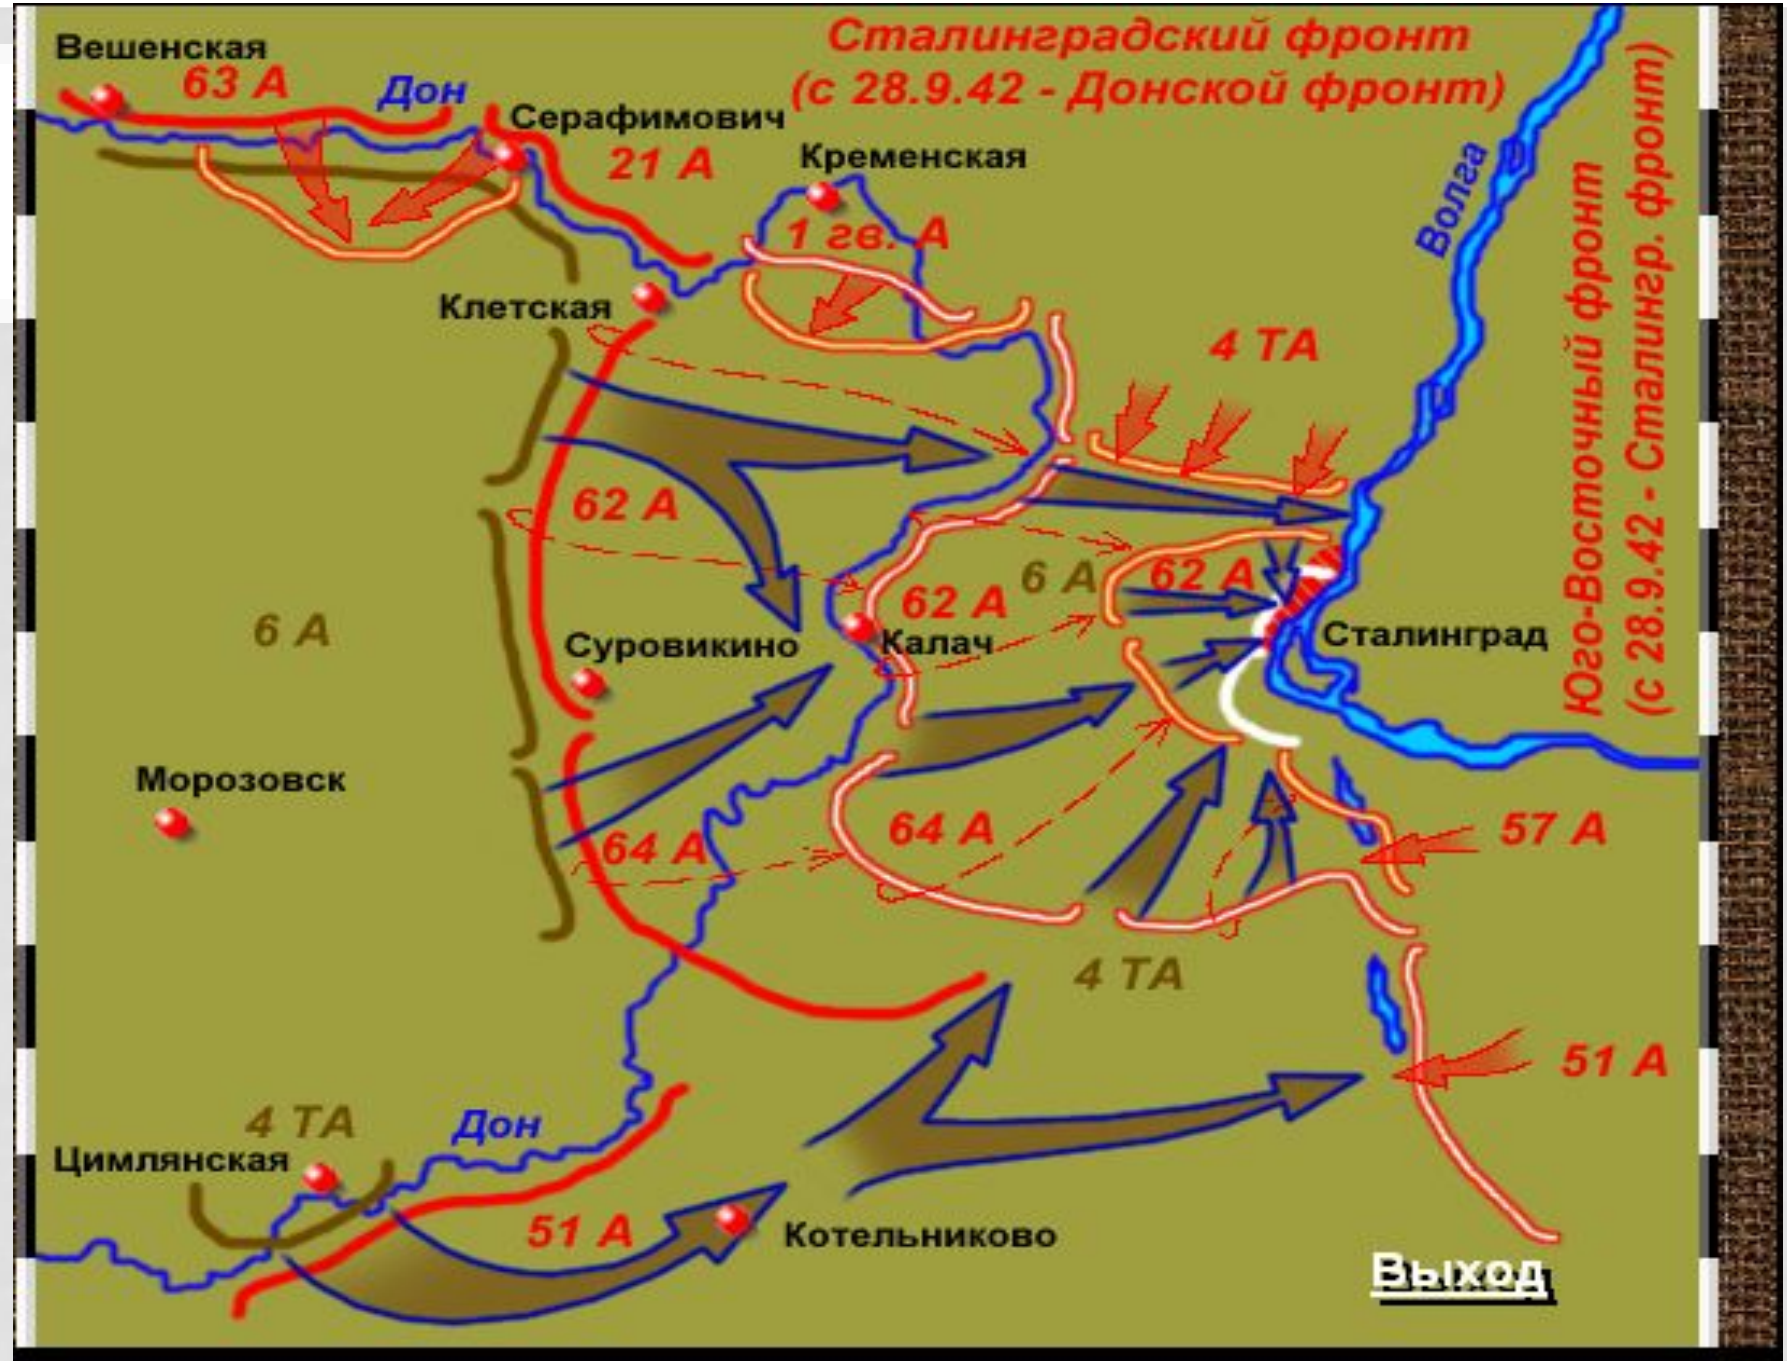 Сталинградский фронт
(с 28.9.42 - Донской фронт)
Вешенская
63 А
Дон
Серафимович
21 А
Кременская
1 гв. А
Волга
Юго-Восточный фронт
(с 28.9.42 - Сталингр. фронт)
Клетская
4 ТА
62 А
6 А
62 А
62 А
6 А
Суровикино
Калач
Сталинград
Морозовск
64 А
64 А
57 А
4 ТА
51 А
4 ТА
Дон
Цимлянская
51 А
Котельниково
Выход